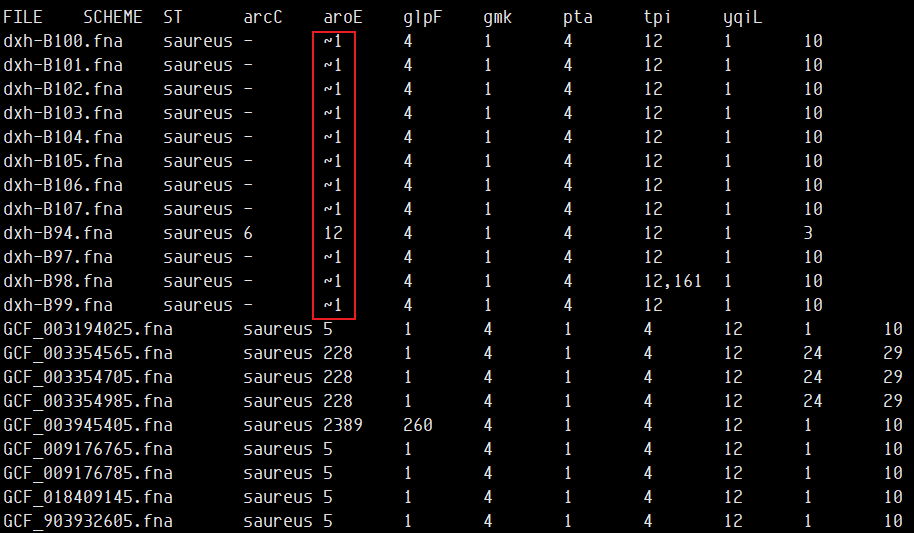 FILE SCHEME ST arcC aroE glpF gmk pta tpi yqiL
dxh-B100.fna saureus - ~1 4 1 4 12 1 10
dxh-B101.fna saureus - ~1 4 1 4 12 1 10
dxh-B102.fna saureus - ~1 4 1 4 12 1 10
dxh-B103.fna saureus - ~1 4 1 4 12 1 10
dxh-B104.fna saureus - ~1 4 1 4 12 1 10
dxh-B105.fna saureus - ~1 4 1 4 12 1 10
dxh-B106.fna saureus - ~1 4 1 4 12 1 10
dxh-B107.fna saureus - ~1 4 1 4 12 1 10
dxh-B94.fna saureus 6 12 4 1 4 12 1 3
dxh-B97.fna saureus - ~1 4 1 4 12 1 10
dxh-B98.fna saureus - ~1 4 1 4 12,161 1 10
dxh-B99.fna saureus - ~1 4 1 4 12 1 10
GCF_003194025.fna saureus 5 1 4 1 4 12 1 10
GCF_003354565.fna saureus 228 1 4 1 4 12 24 29
GCF_003354705.fna saureus 228 1 4 1 4 12 24 29
GCF_003354985.fna saureus 228 1 4 1 4 12 24 29
GCF_003945405.fna saureus 2389 260 4 1 4 12 1 10
GCF_009176765.fna saureus 5 1 4 1 4 12 1 10
GCF_009176785.fna saureus 5 1 4 1 4 12 1 10
GCF_018409145.fna saureus 5 1 4 1 4 12 1 10
GCF_903932605.fna saureus 5 1 4 1 4 12 1 10